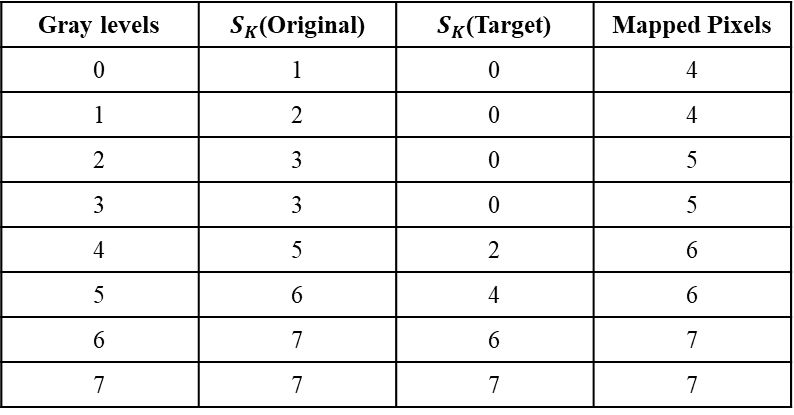 Gray levels S_K(Original) S_K(Target) Mapped Pixels
0 1 0 4
1 2 0 4
2 3 0 5
3 3 0 5
4 5 2 6
5 6 4 6
6 7 6 7
7 7 7 7